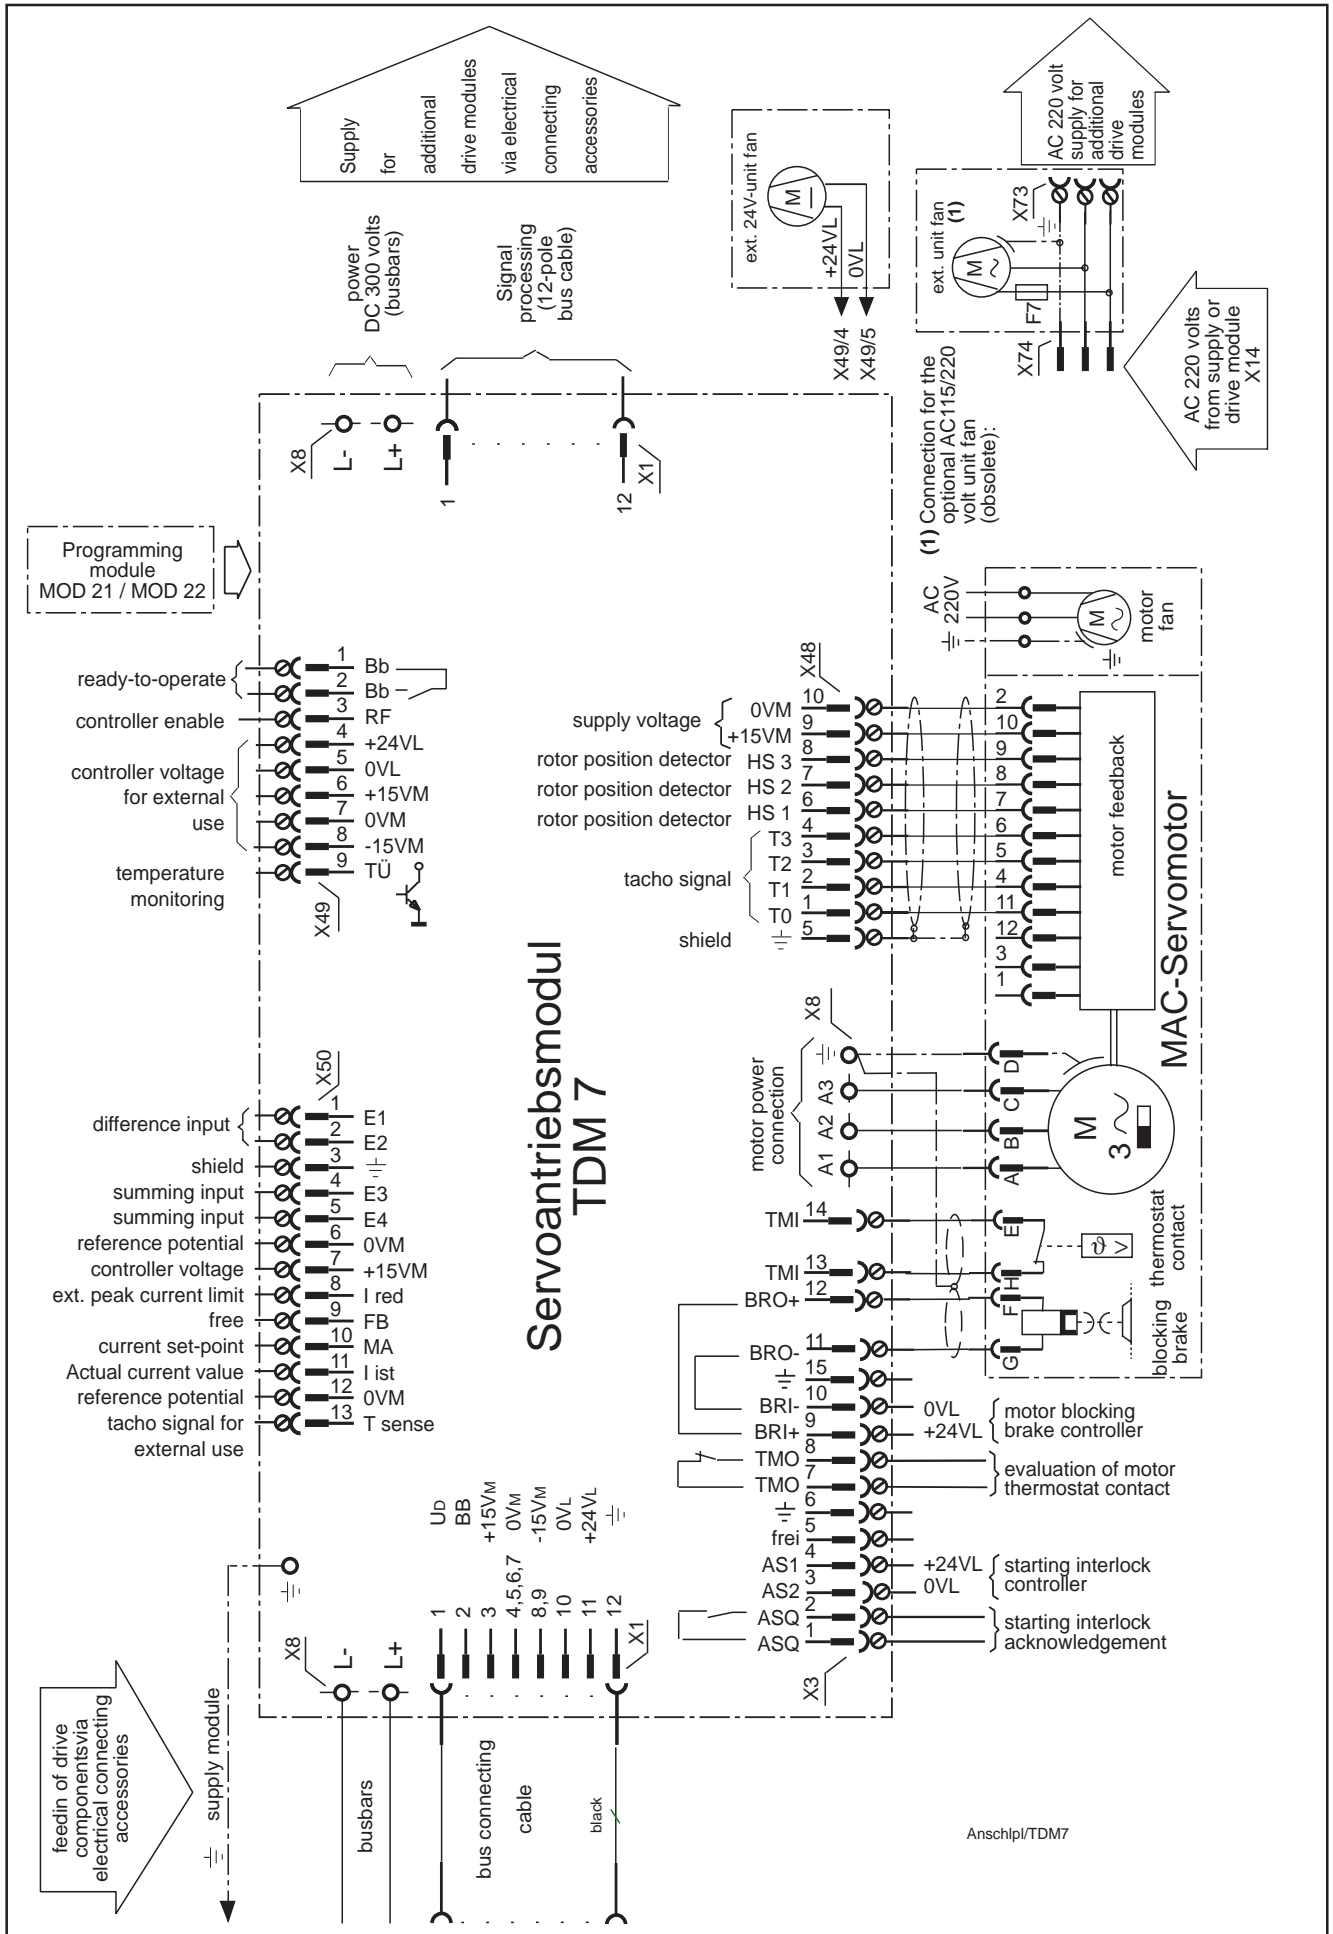 Supply
for
additional
drive modules
via electrical
connecting
accessories
AC 220 volt
supply for
additional
drive
modules
power
DC 300 volts
(busbars)
Signal
processing
(12-pole
bus cable)
ext. 24V-unit fan
M
+24VL
0VL
X49/4
X49/5
ext. unit fan
(1)
M
F7
X73
X74
AC 220 volts
from supply or
drive module
X14
(1) Connection for the
optional AC115/220
volt unit fan
(obsolete):
X8
L-
L+
1
12
X1
Programming
module
MOD 21 / MOD 22
ready-to-operate
1 Bb
2 Bb
controller enable 3 RF
controller voltage
for external
use
4 +24VL
5 0VL
6 +15VM
7 0VM
8 -15VM
temperature
monitoring
9 TÜ
X49
difference input
X50
1 E1
2 E2
shield 3
summing input 4 E3
summing input 5 E4
reference potential 6 0VM
controller voltage 7 +15VM
ext. peak current limit 8 I red
free 9 FB
current set-point 10 MA
Actual current value 11 I ist
reference potential 12 0VM
tacho signal for
external use
13 T sense
Servoantriebsmodul
TDM 7
X48
supply voltage
0VM 10 2
+15VM 9 10
rotor position detector HS 3 8 9
rotor position detector HS 2 7 8
rotor position detector HS 1 6 7
tacho signal
T3 4 6
T2 3 5
T1 2 4
T0 1 11
shield 5 12
3
1
motor feedback
MAC-Servomotor
AC
220V
M
motor
fan
motor power
connection
X8
A3
A2
A1
D
C
B
A
M
3
TMI 14 E
TMI 13 H
BRO+ 12 F
BRO- 11 G
ϑ
V
thermostat
contact
blocking
brake
15
BRI- 10 0VL
BRI+ 9 +24VL
motor blocking
brake controller
TMO 8
TMO 7
evaluation of motor
thermostat contact
6
frei 5
AS1 4 +24VL
AS2 3 0VL
starting interlock
controller
ASQ 2
ASQ 1
starting interlock
acknowledgement
X3
UD
BB
+15VM
0VM
-15VM
0VL
+24VL
1
2
3
4,5,6,7
8,9
10
11
12
X1
X8
L-
L+
feedin of drive
componentsvia
electrical connecting
accessories
supply module
busbars
bus connecting
cable
black
Anschlpl/TDM7